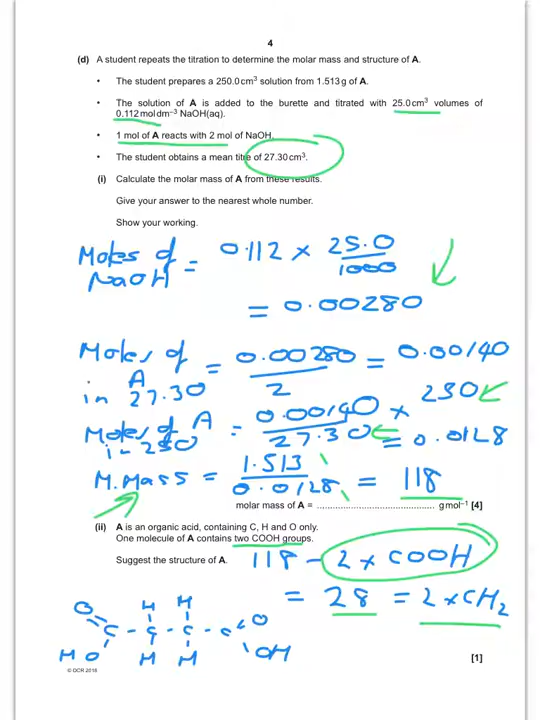 4
(d) A student repeats the titration to determine the molar mass and structure of A.
• The student prepares a 250.0 cm³ solution from 1.513 g of A.
• The solution of A is added to the burette and titrated with 25.0 cm³ volumes of
0.112 mol dm⁻³ NaOH(aq).
• 1 mol of A reacts with 2 mol of NaOH.
• The student obtains a mean titre of 27.30 cm³.
(i) Calculate the molar mass of A from these results.
Give your answer to the nearest whole number.
Show your working.
Moles of NaOH = 0.112 × 25.0/1000
= 0.00280
Moles of A in 27.30 = 0.00280/2 = 0.00140
Moles of A in 250 = 0.00140/27.30 × 250 = 0.0128
M.Mass = 1.513/0.0128 = 118
molar mass of A = .............................................. g mol⁻¹ [4]
(ii) A is an organic acid, containing C, H and O only.
One molecule of A contains two COOH groups.
Suggest the structure of A.
118 - 2 × COOH
= 28 = 2 × CH₂
H H
O O
C - C - C - C
HO H H OH
[1]
© OCR 2018